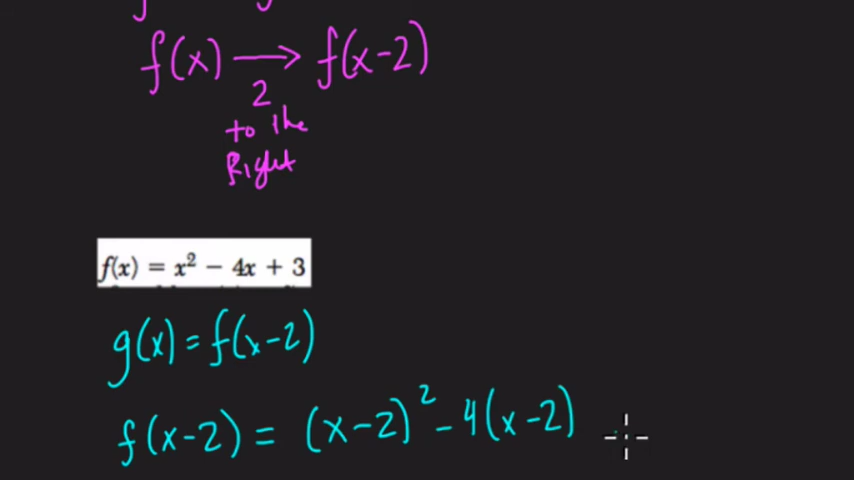 f(x) → f(x-2)
2
to the
Right
f(x) = x² − 4x + 3
g(x) = f(x-2)
f(x-2) = (x-2)² - 4(x-2)